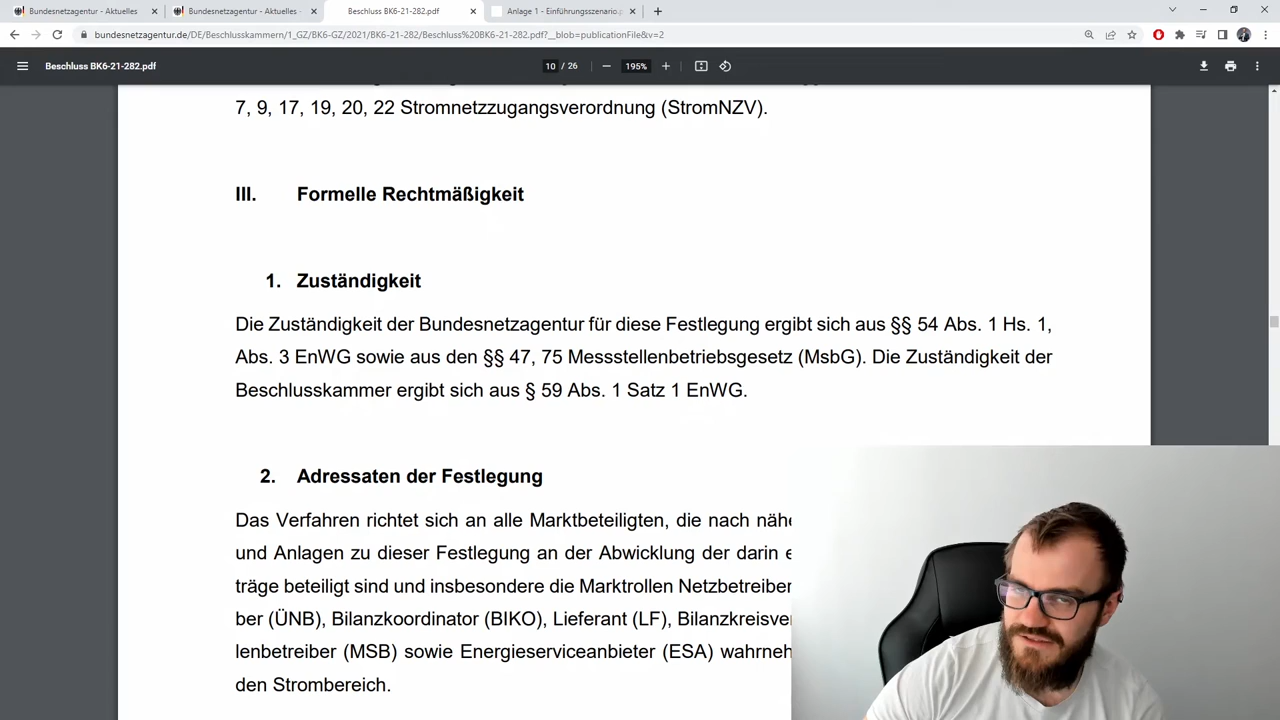 Bundesnetzagentur - Aktuelles
Bundesnetzagentur - Aktuelles -
Beschluss BK6-21-282.pdf
Anlage 1 - Einführungsszenario.p
bundesnetzagentur.de/DE/Beschlusskammern/1_GZ/BK6-GZ/2021/BK6-21-282/Beschluss%20BK6-21-282.pdf?__blob=publicationFile&v=2
Beschluss BK6-21-282.pdf
10 / 26
195%
7, 9, 17, 19, 20, 22 Stromnetzzugangsverordnung (StromNZV).
III. Formelle Rechtmäßigkeit
1. Zuständigkeit
Die Zuständigkeit der Bundesnetzagentur für diese Festlegung ergibt sich aus §§ 54 Abs. 1 Hs. 1,
Abs. 3 EnWG sowie aus den §§ 47, 75 Messstellenbetriebsgesetz (MsbG). Die Zuständigkeit der
Beschlusskammer ergibt sich aus § 59 Abs. 1 Satz 1 EnWG.
2. Adressaten der Festlegung
Das Verfahren richtet sich an alle Marktbeteiligten, die nach nähe
und Anlagen zu dieser Festlegung an der Abwicklung der darin e
träge beteiligt sind und insbesondere die Marktrollen Netzbetreiber
ber (ÜNB), Bilanzkoordinator (BIKO), Lieferant (LF), Bilanzkreisver
lenbetreiber (MSB) sowie Energieserviceanbieter (ESA) wahrneh
den Strombereich.